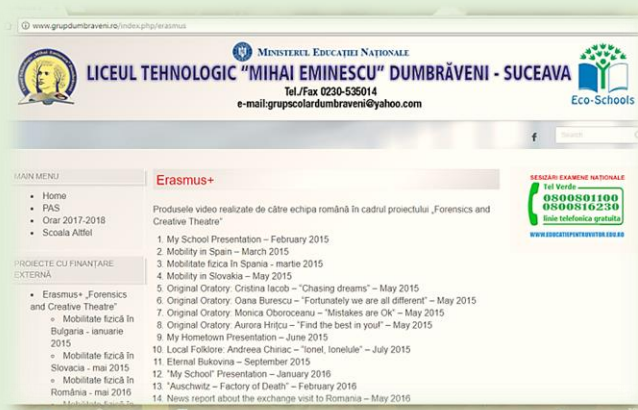 www.grupdumbraveni.ro/index.php/erasmus
MINISTERUL EDUCAȚIEI NAȚIONALE
LICEUL TEHNOLOGIC "MIHAI EMINESCU" DUMBRĂVENI - SUCEAVA
Tel./Fax 0230-535014
e-mail:grupscolardumbraveni@yahoo.com
Eco-Schools
f
Search
MAIN MENU
Home
PAS
Orar 2017-2018
Scoala Altfel
PROIECTE CU FINANȚARE
EXTERNĂ
Erasmus+ „Forensics
and Creative Theatre”
Mobilitate fizică în
Bulgaria - ianuarie
2015
Mobilitate fizică în
Slovacia - mai 2015
Mobilitate fizică în
România - mai 2016
Mobilitate fizică în
Erasmus+
Produsele video realizate de către echipa română în cadrul proiectului „Forensics and
Creative Theatre”
1. My School Presentation – February 2015
2. Mobility in Spain – March 2015
3. Mobilitate fizica în Spania - martie 2015
4. Mobility in Slovakia – May 2015
5. Original Oratory: Cristina Iacob – ”Chasing dreams” – May 2015
6. Original Oratory: Oana Burescu – ”Fortunately we are all different” – May 2015
7. Original Oratory: Monica Oboroceanu – ”Mistakes are Ok” – May 2015
8. Original Oratory: Aurora Hrițcu – ”Find the best in you!” – May 2015
9. My Hometown Presentation – June 2015
10. Local Folklore: Andreea Chiriac – ”Ionel, Ionelule” – July 2015
11. Eternal Bukovina – September 2015
12. ”My School” Presentation – January 2016
13. ”Auschwitz – Factory of Death” – February 2016
14. News report about the exchange visit to Romania – May 2016
SESIZĂRI EXAMENE NAȚIONALE
Tel Verde
0800801100
0800816230
linie telefonica gratuita
WWW.EDUCATIEPENTRUVIITOR.EDU.RO